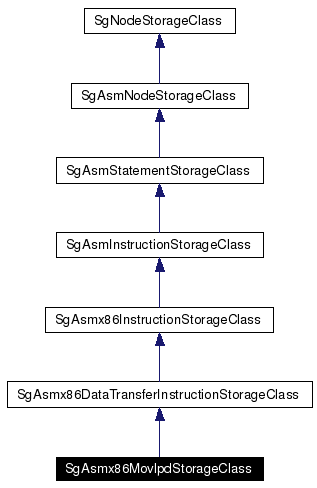 SgNodeStorageClass
SgAsmNodeStorageClass
SgAsmStatementStorageClass
SgAsmInstructionStorageClass
SgAsmx86InstructionStorageClass
SgAsmx86DataTransferInstructionStorageClass
SgAsmx86MovlpdStorageClass